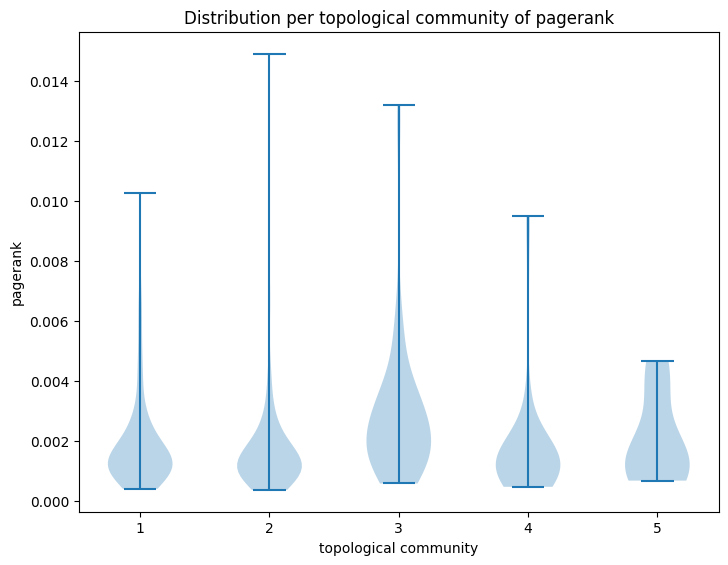 Distribution per topological community of pagerank
0.014
0.012
0.010
0.008
0.006
0.004
0.002
0.000
pagerank
1 2 3 4 5
topological community